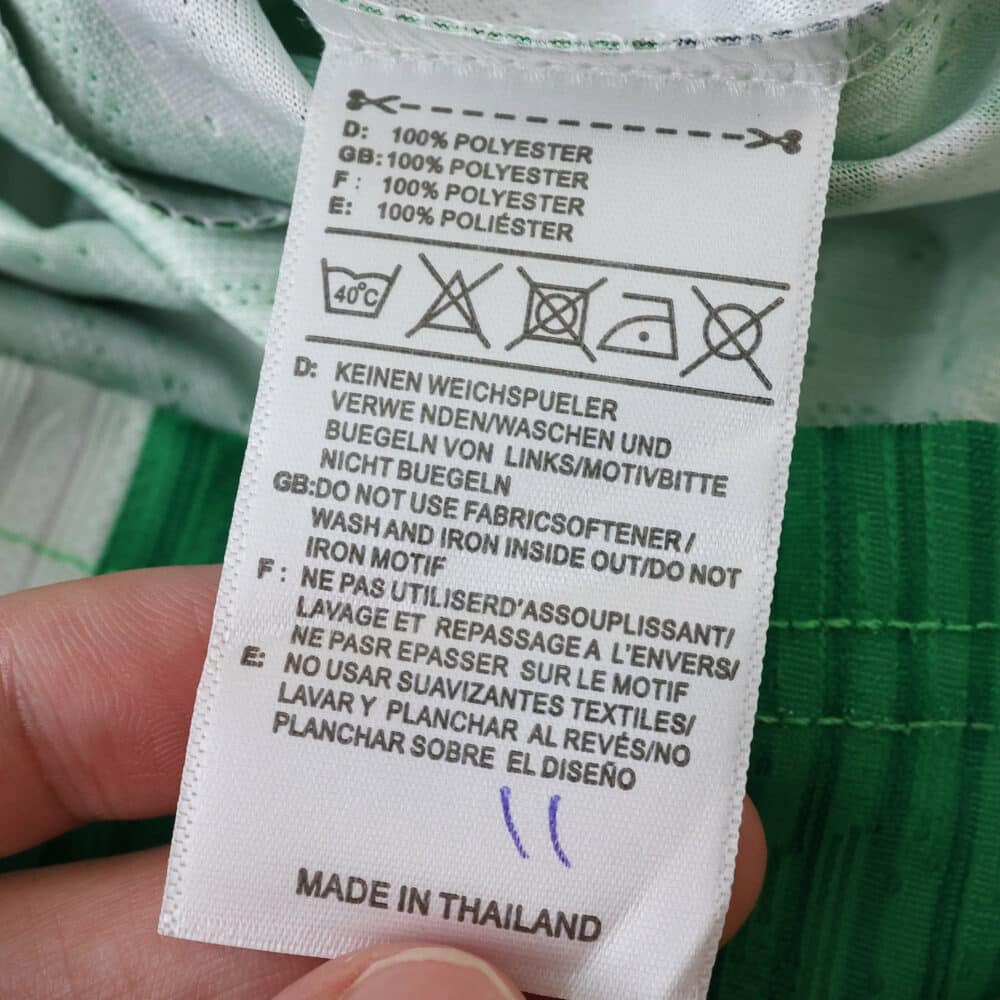 D: 100% POLYESTER
GB: 100% POLYESTER
F: 100% POLYESTER
E: 100% POLIÉSTER
40°C
D: KEINEN WEICHSPUELER
VERWE NDEN/WASCHEN UND
BUEGELN VON LINKS/MOTIVBITTE
NICHT BUEGELN
GB:DO NOT USE FABRICSOFTENER/
WASH AND IRON INSIDE OUT/DO NOT
IRON MOTIF
F: NE PAS UTILISERD'ASSOUPLISSANT/
LAVAGE ET REPASSAGE A L'ENVERS/
NE PASR EPASSER SUR LE MOTIF
E: NO USAR SUAVIZANTES TEXTILES/
LAVAR Y PLANCHAR AL REVÉS/NO
PLANCHAR SOBRE EL DISEÑO
MADE IN THAILAND